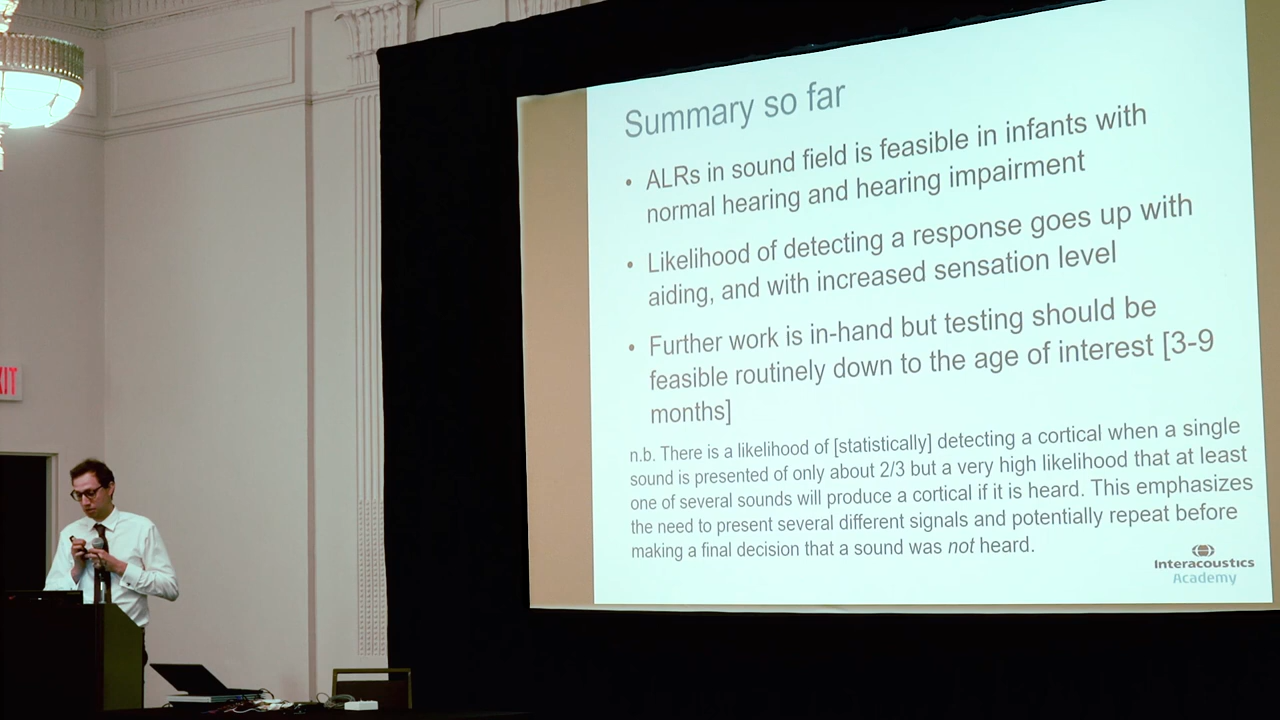 Summary so far
• ALRs in sound field is feasible in infants with
normal hearing and hearing impairment
• Likelihood of detecting a response goes up with
aiding, and with increased sensation level
• Further work is in-hand but testing should be
feasible routinely down to the age of interest [3-9
months]
n.b. There is a likelihood of [statistically] detecting a cortical when a single
sound is presented of only about 2/3 but a very high likelihood that at least
one of several sounds will produce a cortical if it is heard. This emphasizes
the need to present several different signals and potentially repeat before
making a final decision that a sound was not heard.
Interacoustics
Academy
XIT